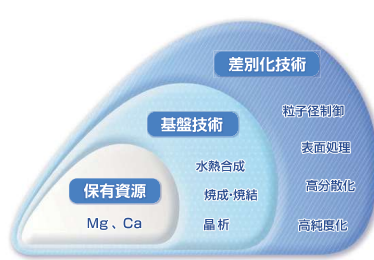 差別化技術
粒子径制御
表面処理
高分散化
高純度化
基盤技術
水熱合成
焼成・焼結
晶析
保有資源
Mg、Ca